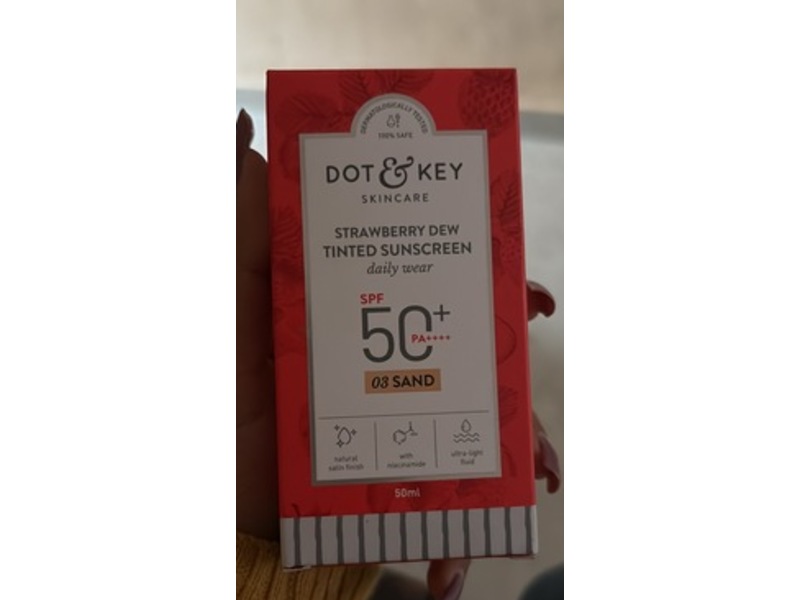 DERMATOLOGICALLY TESTED
100% SAFE
DOT & KEY
SKINCARE
STRAWBERRY DEW
TINTED SUNSCREEN
daily wear
SPF
50+
PA++++
03 SAND
natural
satin finish
with
niacinamide
ultra-light
fluid
50ml